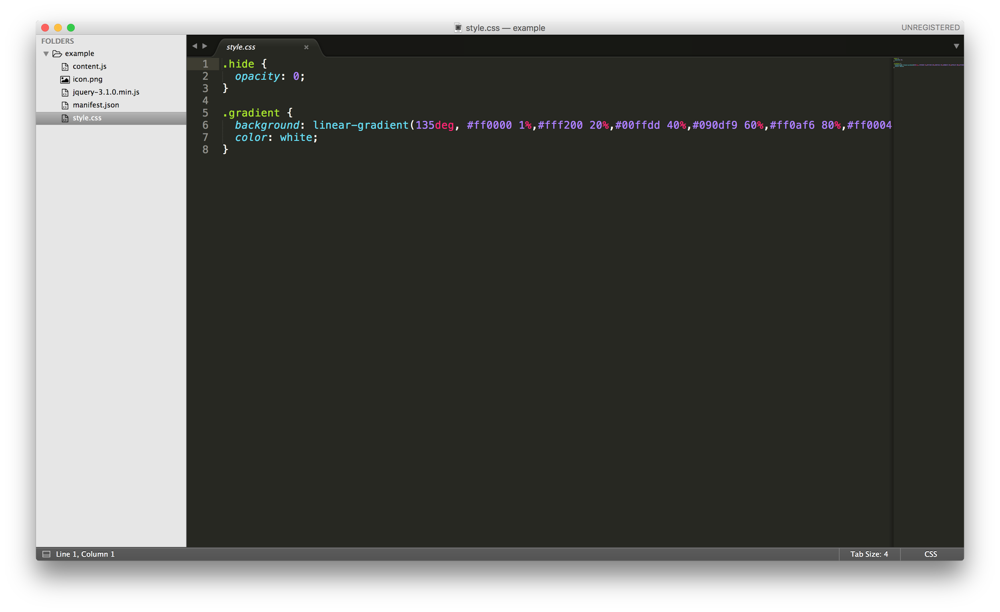 style.css — example
UNREGISTERED
FOLDERS
example
content.js
icon.png
jquery-3.1.0.min.js
manifest.json
style.css
style.css
1 .hide {
2 opacity: 0;
3 }
4
5 .gradient {
6 background: linear-gradient(135deg, #ff0000 1%,#fff200 20%,#00ffdd 40%,#090df9 60%,#ff0af6 80%,#ff0004
7 color: white;
8 }
Line 1, Column 1
Tab Size: 4
CSS